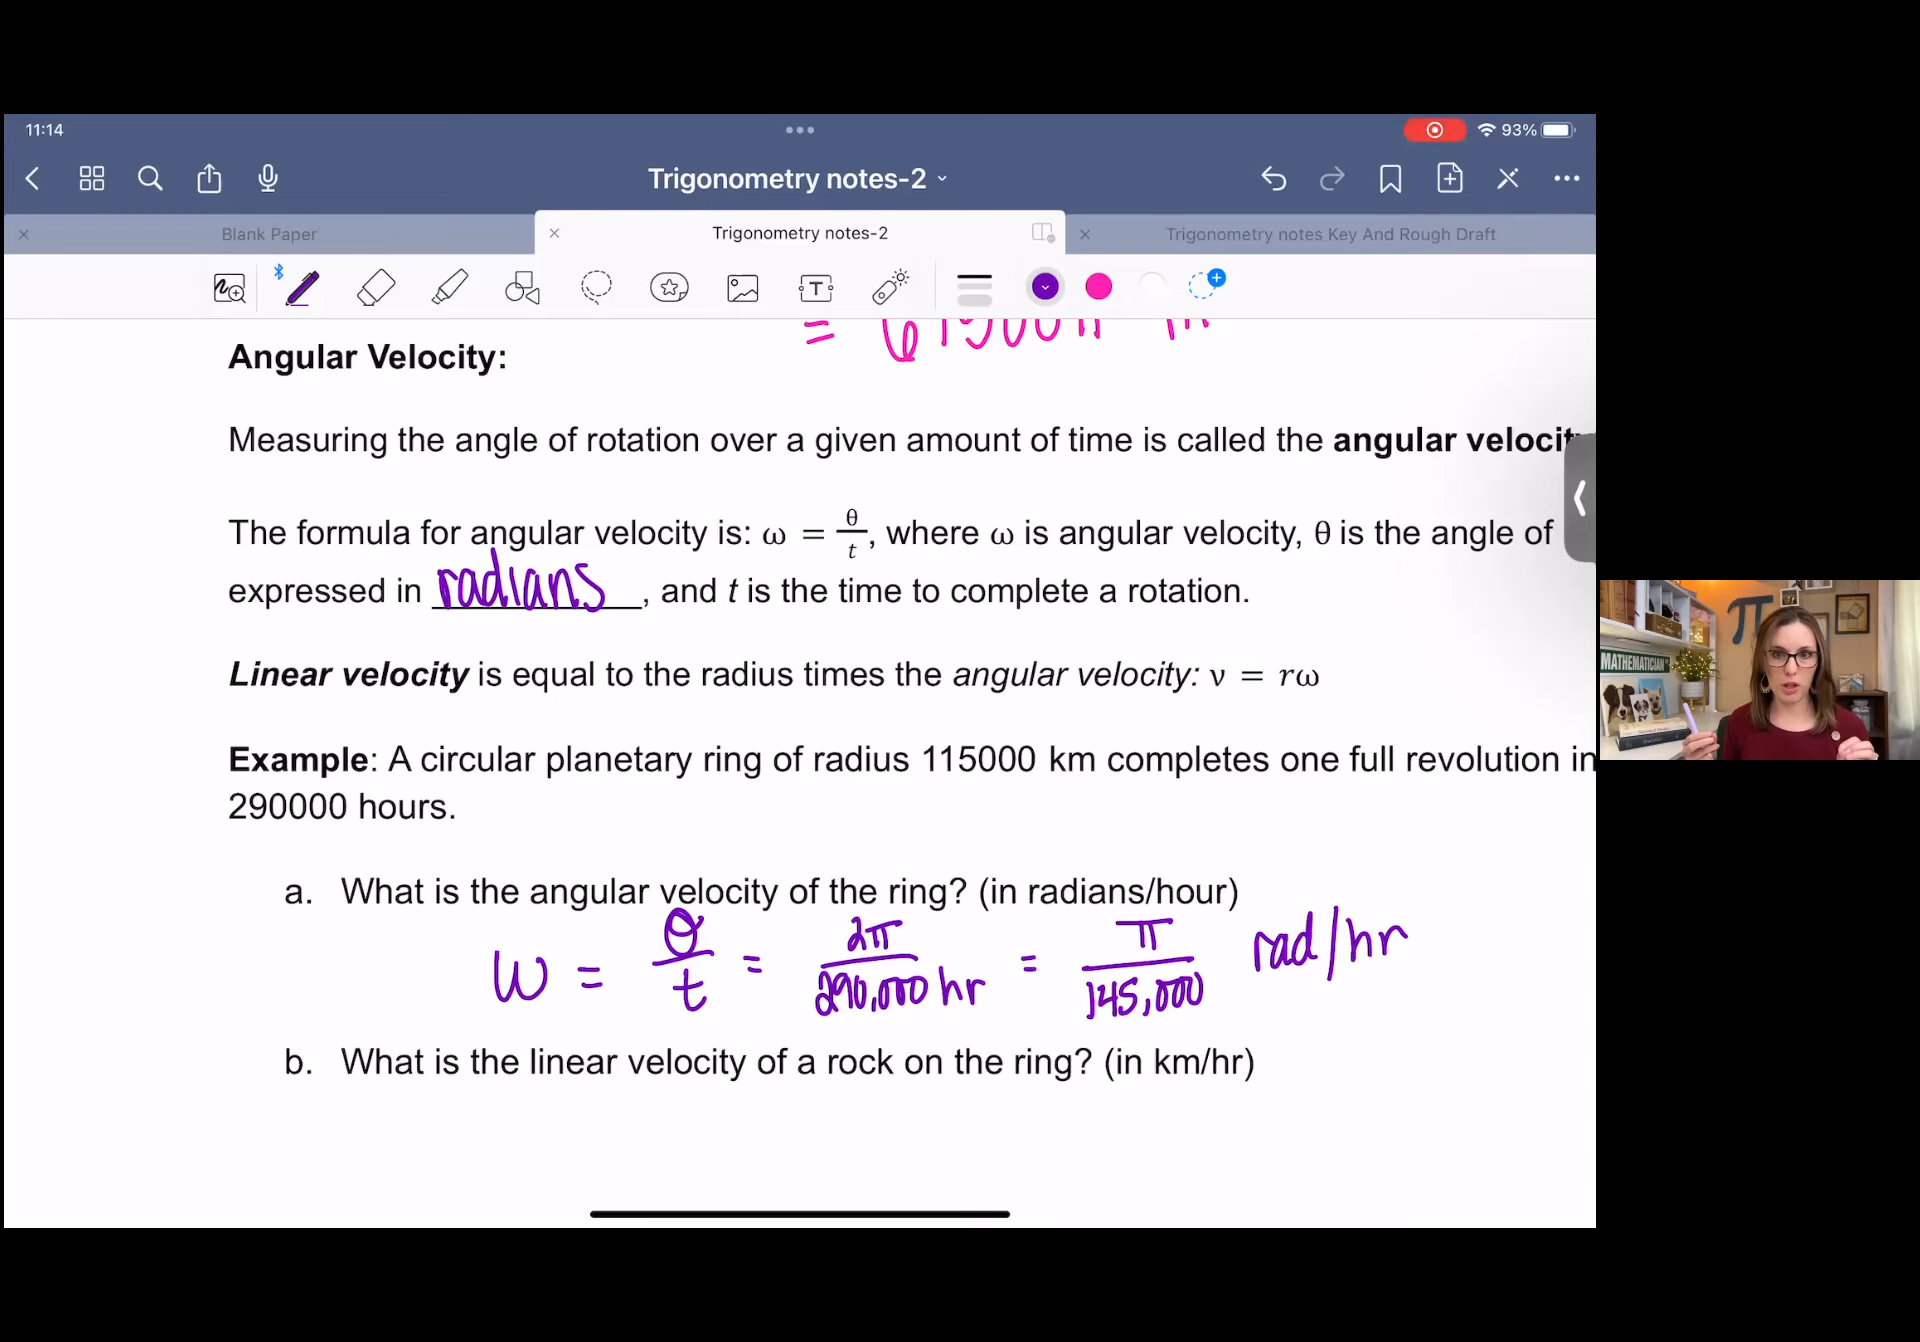 11:14
93%
Trigonometry notes-2
Blank Paper
Trigonometry notes-2
Trigonometry notes Key And Rough Draft
Angular Velocity:
Measuring the angle of rotation over a given amount of time is called the angular velocit
The formula for angular velocity is: ω = θ/t, where ω is angular velocity, θ is the angle of
expressed in radians, and t is the time to complete a rotation.
Linear velocity is equal to the radius times the angular velocity: v = rω
Example: A circular planetary ring of radius 115000 km completes one full revolution in
290000 hours.
a. What is the angular velocity of the ring? (in radians/hour)
ω = θ/t = 2π/290,000 hr = π/145,000 rad/hr
b. What is the linear velocity of a rock on the ring? (in km/hr)
π
MATHEMATICIAN